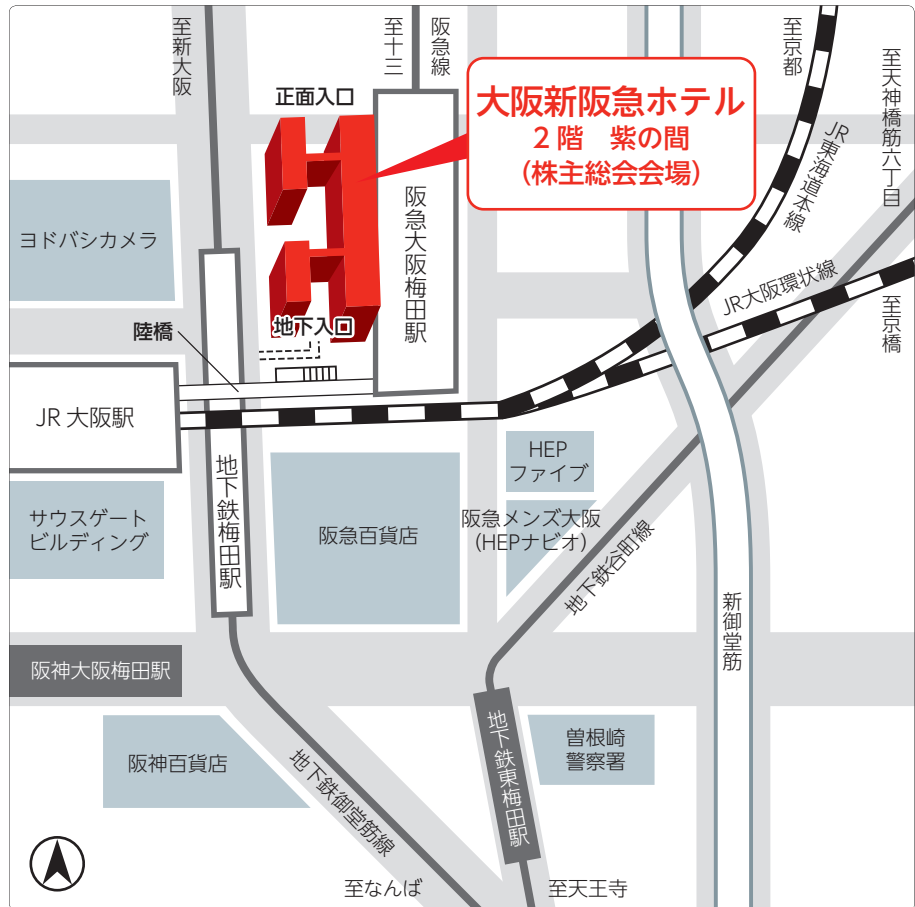 至新大阪
至十三
阪急線
至京都
至天神橋筋六丁目
正面入口
大阪新阪急ホテル
2階 紫の間
(株主総会会場)
JR東海道本線
阪急大阪梅田駅
ヨドバシカメラ
JR大阪環状線
至京橋
地下入口
陸橋
JR 大阪駅
地下鉄梅田駅
HEP
ファイブ
サウスゲート
ビルディング
阪急百貨店
阪急メンズ大阪
(HEPナビオ)
地下鉄谷町線
新御堂筋
阪神大阪梅田駅
地下鉄東梅田駅
曽根崎
警察署
阪神百貨店
地下鉄御堂筋線
至なんば
至天王寺